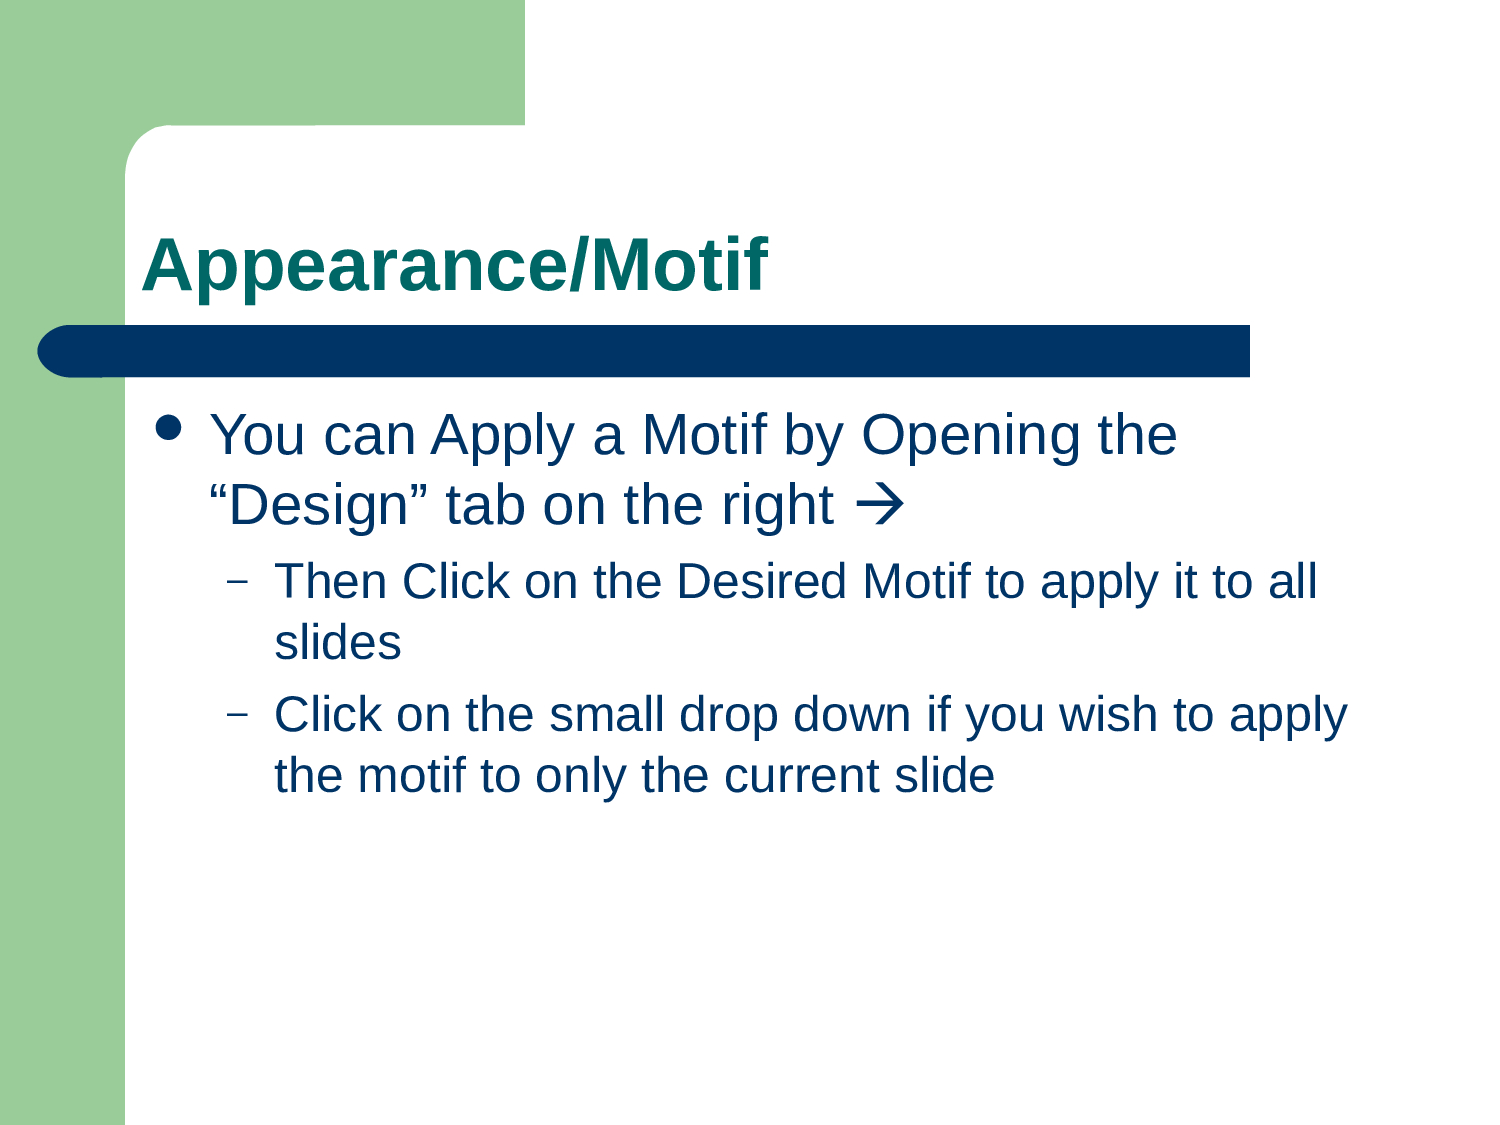 Appearance/Motif
● You can Apply a Motif by Opening the
“Design” tab on the right →
– Then Click on the Desired Motif to apply it to all
slides
– Click on the small drop down if you wish to apply
the motif to only the current slide